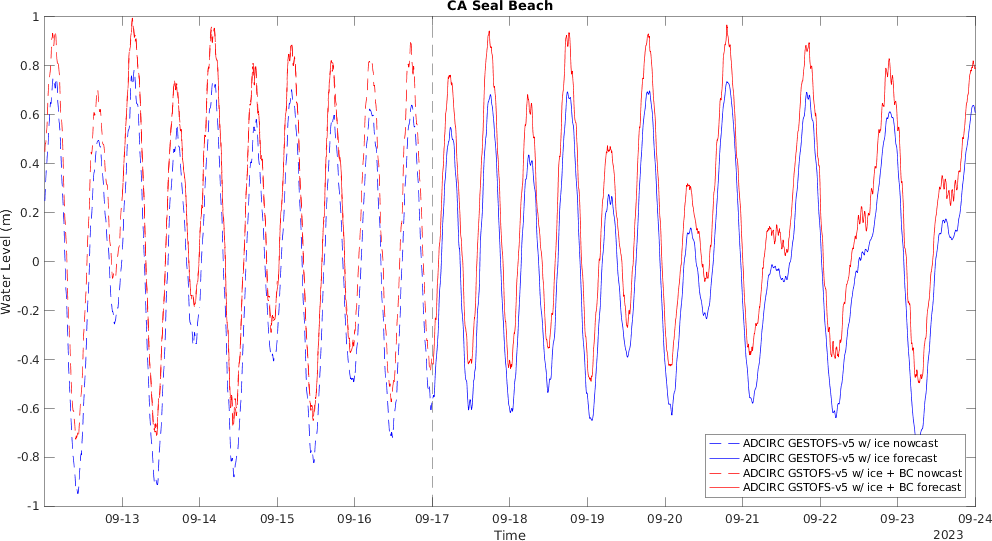 CA Seal Beach
1
0.8
0.6
0.4
0.2
0
-0.2
-0.4
-0.6
-0.8
-1
Water Level (m)
ADCIRC GESTOFS-v5 w/ ice nowcast
ADCIRC GESTOFS-v5 w/ ice forecast
ADCIRC GSTOFS-v5 w/ ice + BC nowcast
ADCIRC GSTOFS-v5 w/ ice + BC forecast
09-13 09-14 09-15 09-16 09-17 09-18 09-19 09-20 09-21 09-22 09-23 09-24
Time
2023